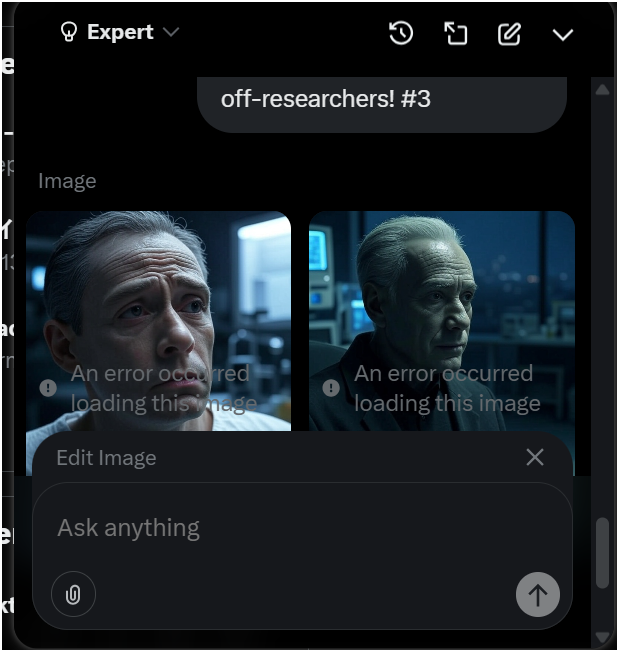 Expert
off-researchers! #3
Image
An error occurred
loading this image
An error occurred
loading this image
Edit Image
Ask anything